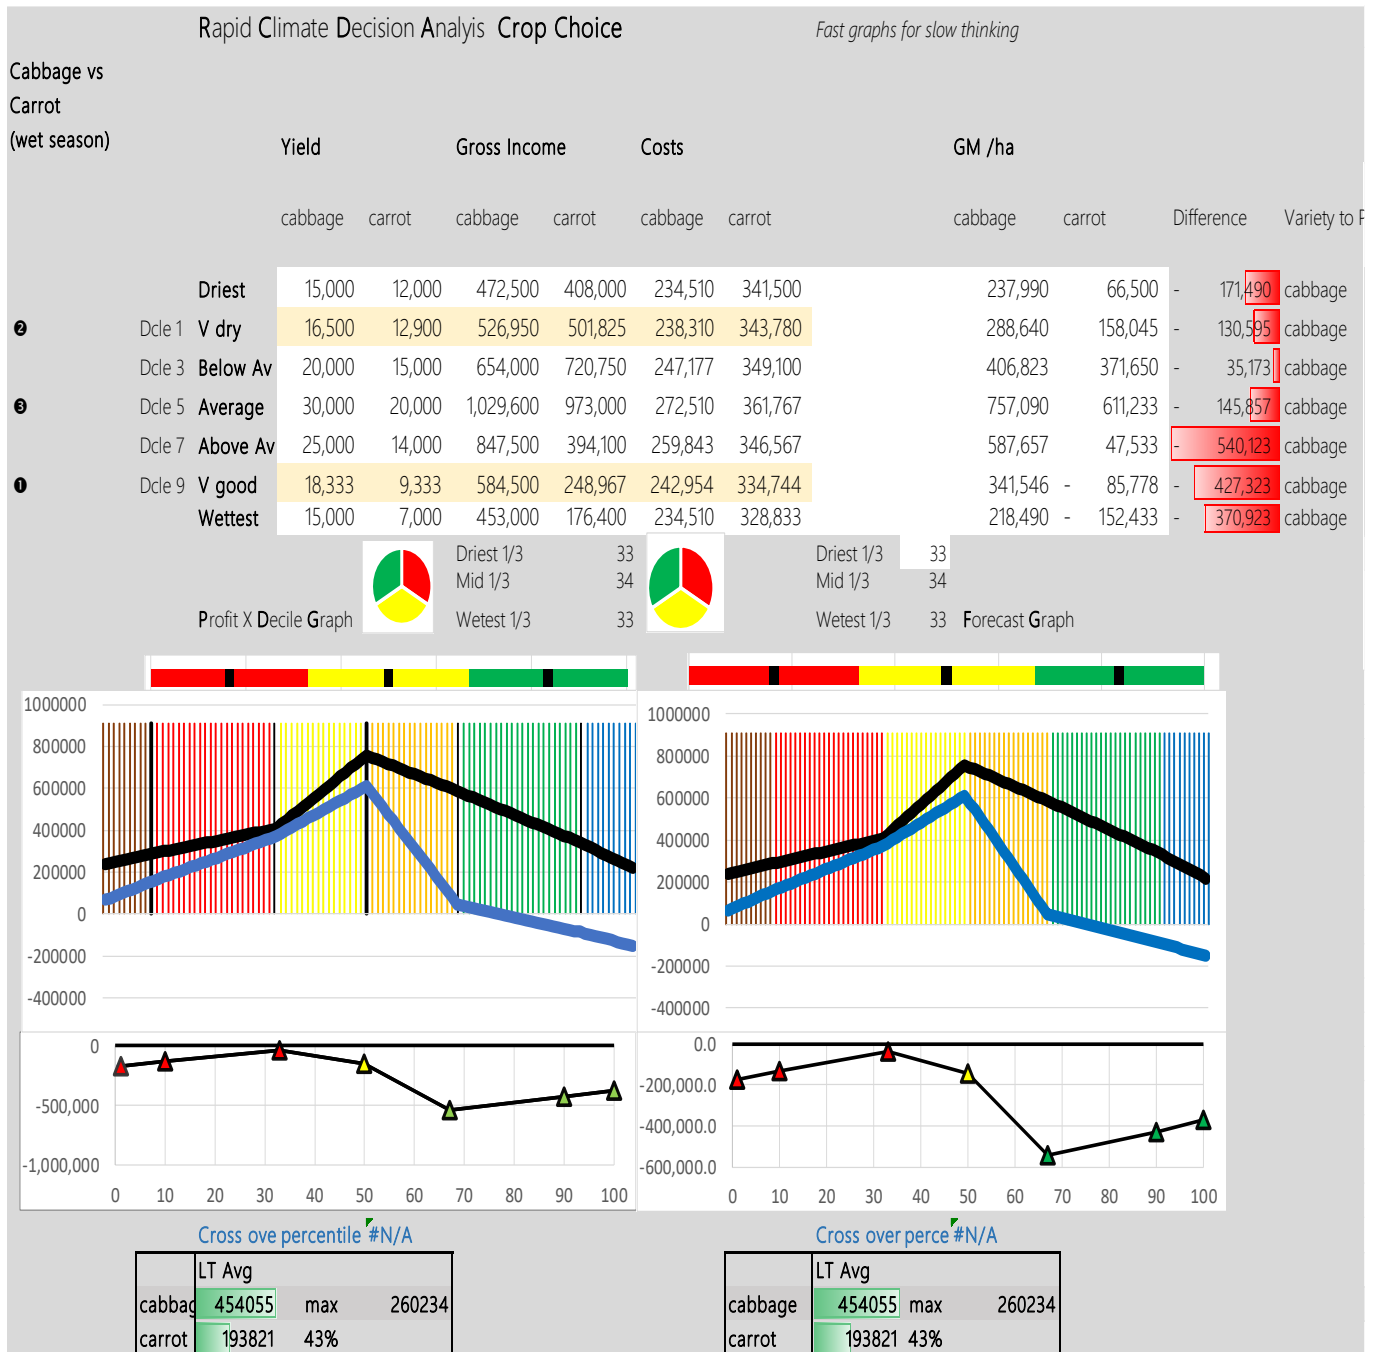 Rapid Climate Decision Analyis Crop Choice Fast graphs for slow thinking
Cabbage vs
Carrot
(wet season)
Yield Gross Income Costs GM /ha
cabbage carrot cabbage carrot cabbage carrot cabbage carrot Difference Variety to P
Driest 15,000 12,000 472,500 408,000 234,510 341,500 237,990 66,500 - 171,490 cabbage
❷ Dcle 1 V dry 16,500 12,900 526,950 501,825 238,310 343,780 288,640 158,045 - 130,595 cabbage
Dcle 3 Below Av 20,000 15,000 654,000 720,750 247,177 349,100 406,823 371,650 - 35,173 cabbage
❸ Dcle 5 Average 30,000 20,000 1,029,600 973,000 272,510 361,767 757,090 611,233 - 145,857 cabbage
Dcle 7 Above Av 25,000 14,000 847,500 394,100 259,843 346,567 587,657 47,533 - 540,123 cabbage
❶ Dcle 9 V good 18,333 9,333 584,500 248,967 242,954 334,744 341,546 - 85,778 - 427,323 cabbage
Wettest 15,000 7,000 453,000 176,400 234,510 328,833 218,490 - 152,433 - 370,923 cabbage
Driest 1/3 33 Driest 1/3 33
Mid 1/3 34 Mid 1/3 34
Profit X Decile Graph Wetest 1/3 33 Wetest 1/3 33 Forecast Graph
1000000
800000
600000
400000
200000
0
-200000
-400000
1000000
800000
600000
400000
200000
0
-200000
-400000
0
-500,000
-1,000,000
0 10 20 30 40 50 60 70 80 90 100
0.0
-200,000.0
-400,000.0
-600,000.0
0 10 20 30 40 50 60 70 80 90 100
Cross ove percentile #N/A Cross over perce #N/A
LT Avg LT Avg
cabbag 454055 max 260234 cabbage 454055 max 260234
carrot 193821 43% carrot 193821 43%